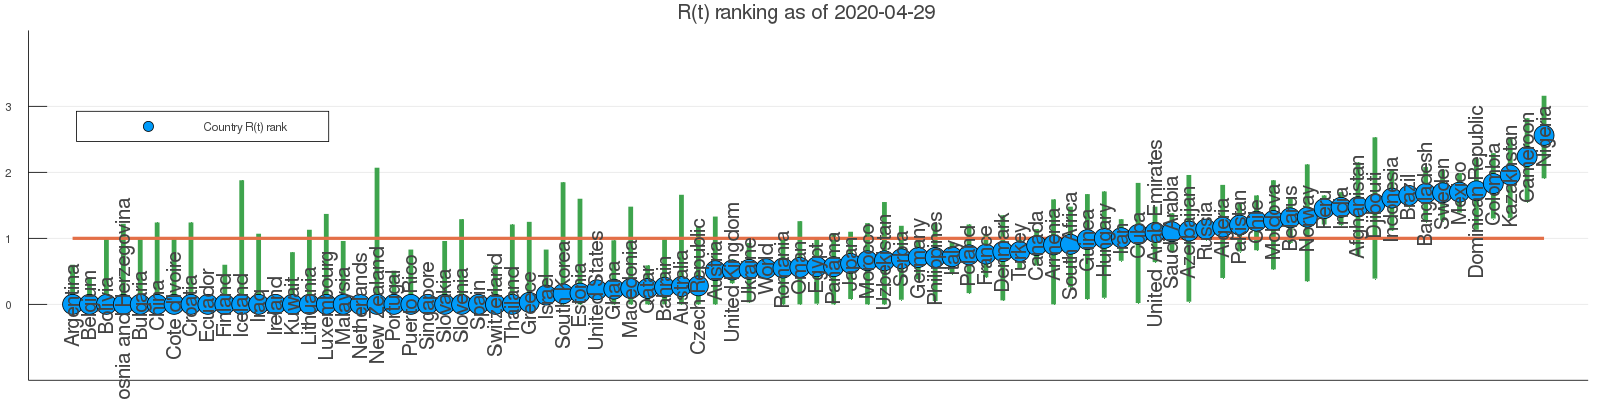 R(t) ranking as of 2020-04-29
3
2
1
0
Country R(t) rank
Argentina
Belgium
Bolivia
osnia and Herzegovina
Bulgaria
China
Cote d'Ivoire
Croatia
Ecuador
Finland
Iceland
Iraq
Ireland
Kuwait
Lithuania
Luxembourg
Malaysia
Netherlands
New Zealand
Portugal
Puerto Rico
Singapore
Slovakia
Slovenia
Spain
Switzerland
Thailand
Greece
Israel
South Korea
Estonia
United States
Ghana
Macedonia
Qatar
Bahrain
Australia
Czech Republic
Austria
United Kingdom
Ukraine
World
Romania
Oman
Egypt
Panama
Japan
Morocco
Uzbekistan
Serbia
Germany
Philippines
Italy
Poland
France
Denmark
Turkey
Canada
Armenia
South Africa
Guinea
Hungary
Iran
Cuba
United Arab Emirates
Saudi Arabia
Azerbaijan
Russia
Algeria
Pakistan
Chile
Moldova
Belarus
Norway
Peru
India
Afghanistan
Djibouti
Indonesia
Brazil
Bangladesh
Sweden
Mexico
Dominican Republic
Colombia
Kazakhstan
Cameroon
Nigeria